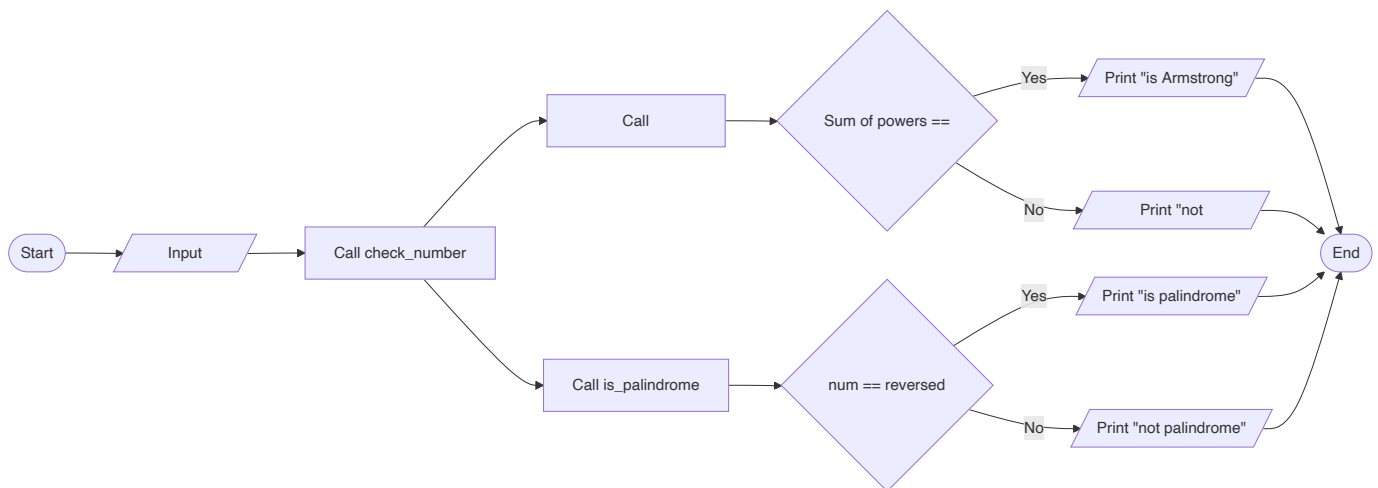 Start
Input
Call check_number
Call
Sum of powers ==
Yes
Print "is Armstrong"
No
Print "not
Call is_palindrome
num == reversed
Yes
Print "is palindrome"
No
Print "not palindrome"
End